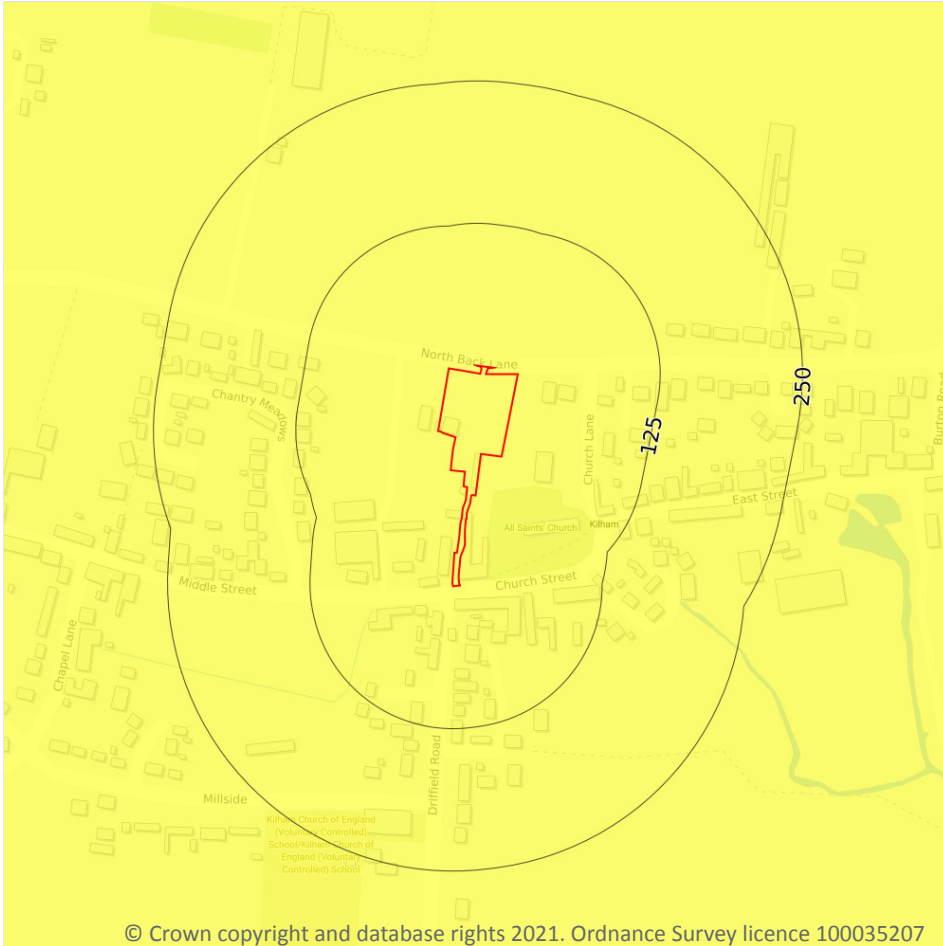 North Back Lane
250
Burton Road
Chantry Meadows
125
Church Lane
East Street
All Saints' Church
Kilham
Middle Street
Church Street
Chapel Lane
Driffield Road
Millside
Kilham Church of England
(Voluntary Controlled)
School/Kilham Church of
England (Voluntary
Controlled) School
© Crown copyright and database rights 2021. Ordnance Survey licence 100035207